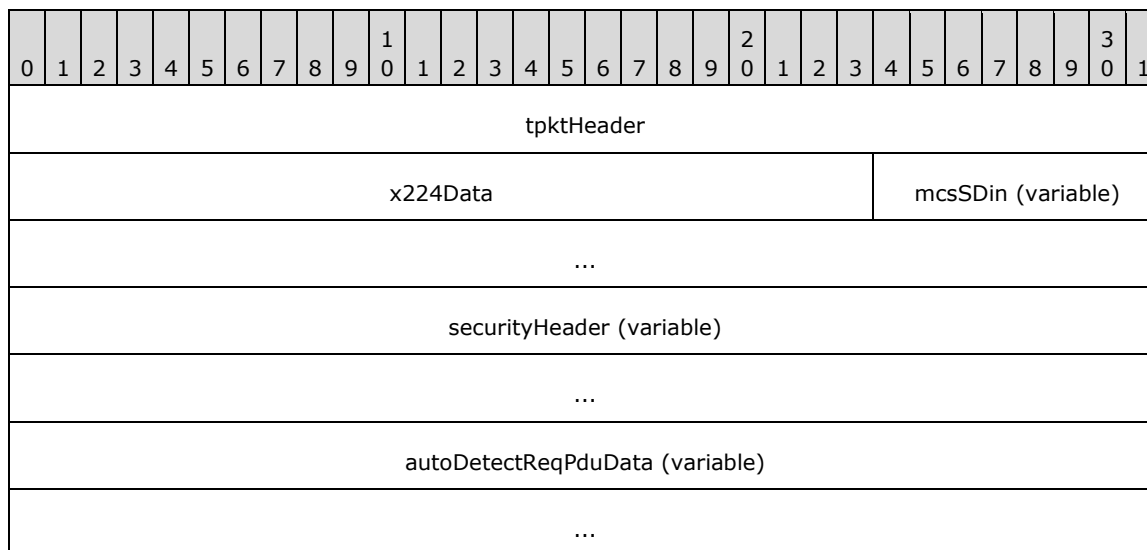 1 2 3
0 1 2 3 4 5 6 7 8 9 0 1 2 3 4 5 6 7 8 9 0 1 2 3 4 5 6 7 8 9 0 1
tpktHeader
x224Data mcsSDin (variable)
...
securityHeader (variable)
...
autoDetectReqPduData (variable)
...